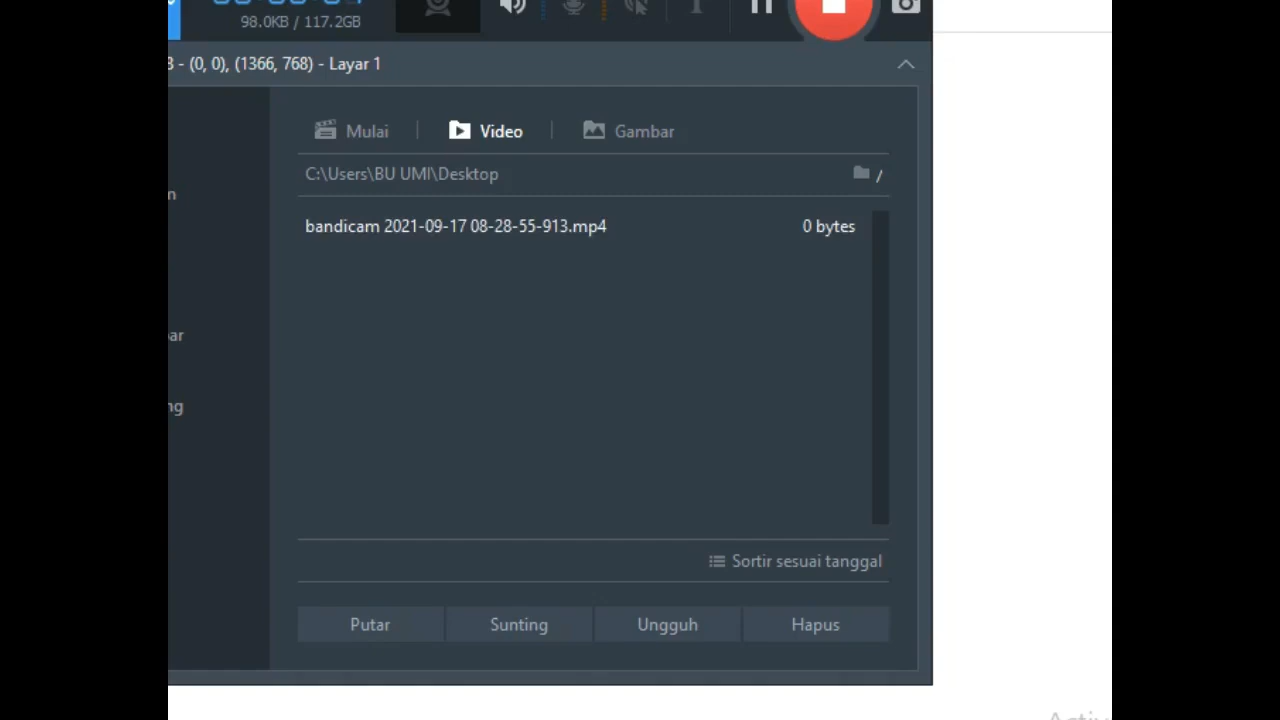 98.0KB / 117.2GB
- (0, 0), (1366, 768) - Layar 1
Mulai
Video
Gambar
C:\Users\BU UMI\Desktop
/
bandicam 2021-09-17 08-28-55-913.mp4 0 bytes
Sortir sesuai tanggal
Putar
Sunting
Ungguh
Hapus